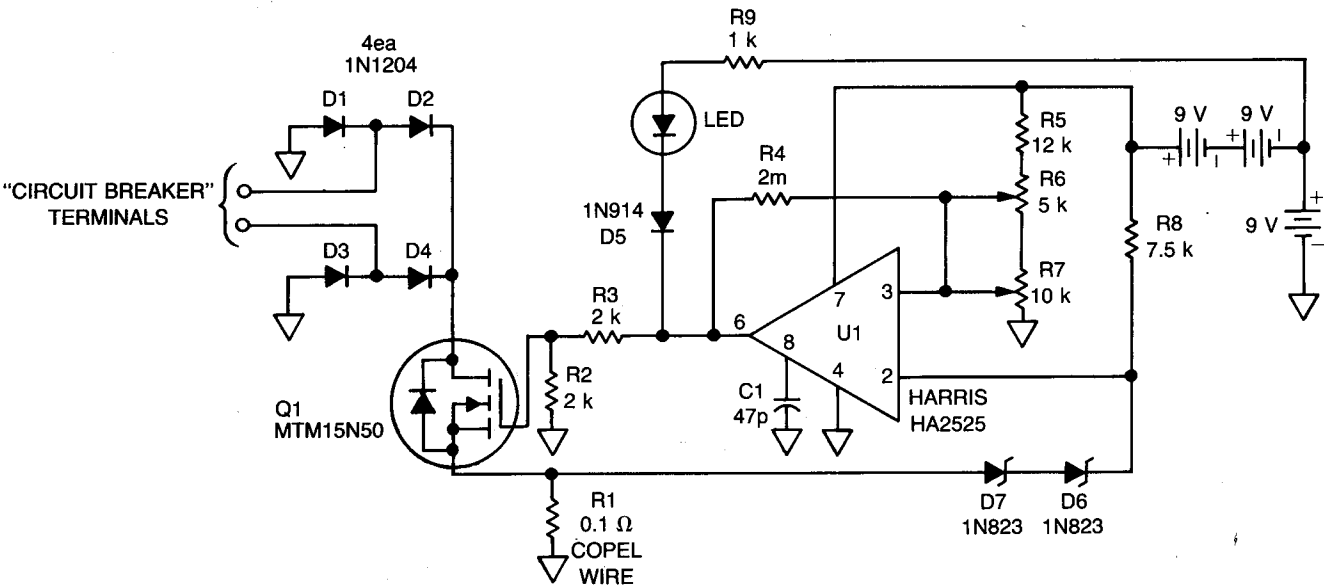 R9
1 k
4ea
1N1204
D1
D2
LED
R5
12 k
9 V
9 V
+
+
R4
2m
R6
5 k
"CIRCUIT BREAKER"
TERMINALS
1N914
D5
R8
7.5 k
9 V
+
−
D3
D4
R7
10 k
7
3
R3
2 k
6
U1
8
4
2
R2
2 k
C1
47p
HARRIS
HA2525
Q1
MTM15N50
R1
0.1 Ω
COPEL
WIRE
D7
1N823
D6
1N823